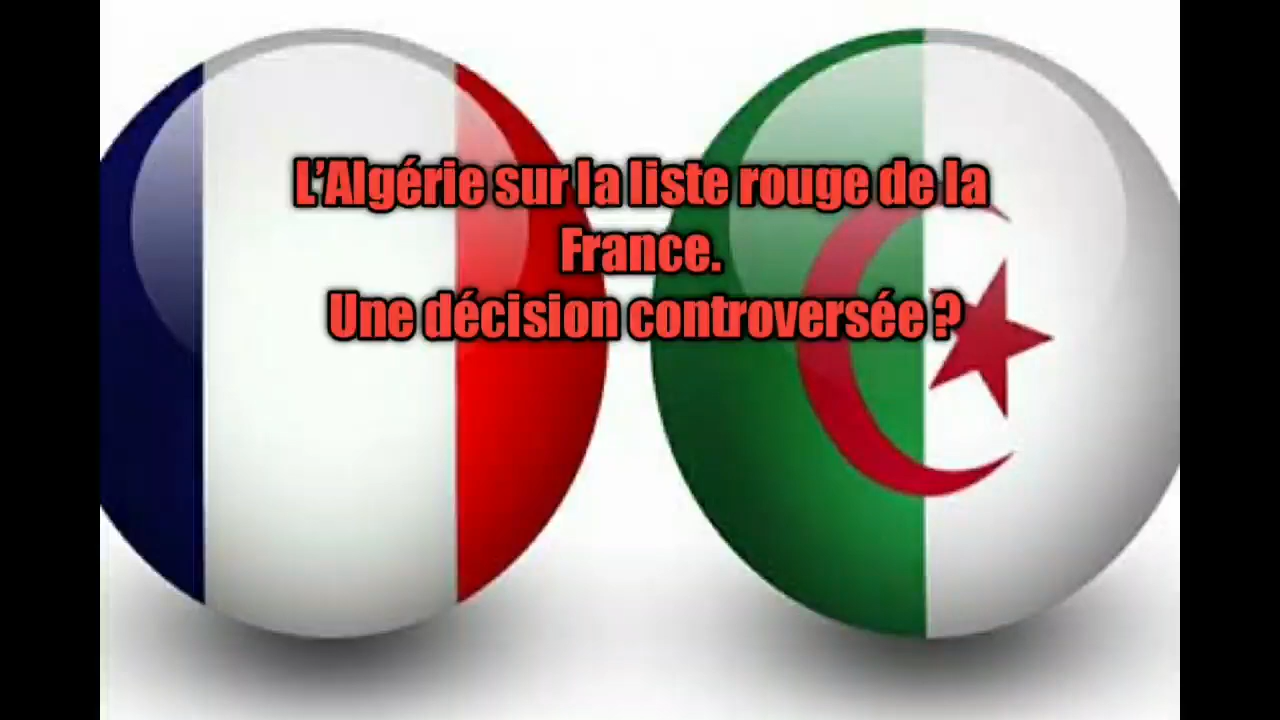 L’Algérie sur la liste rouge de la
France.
Une décision controversée ?